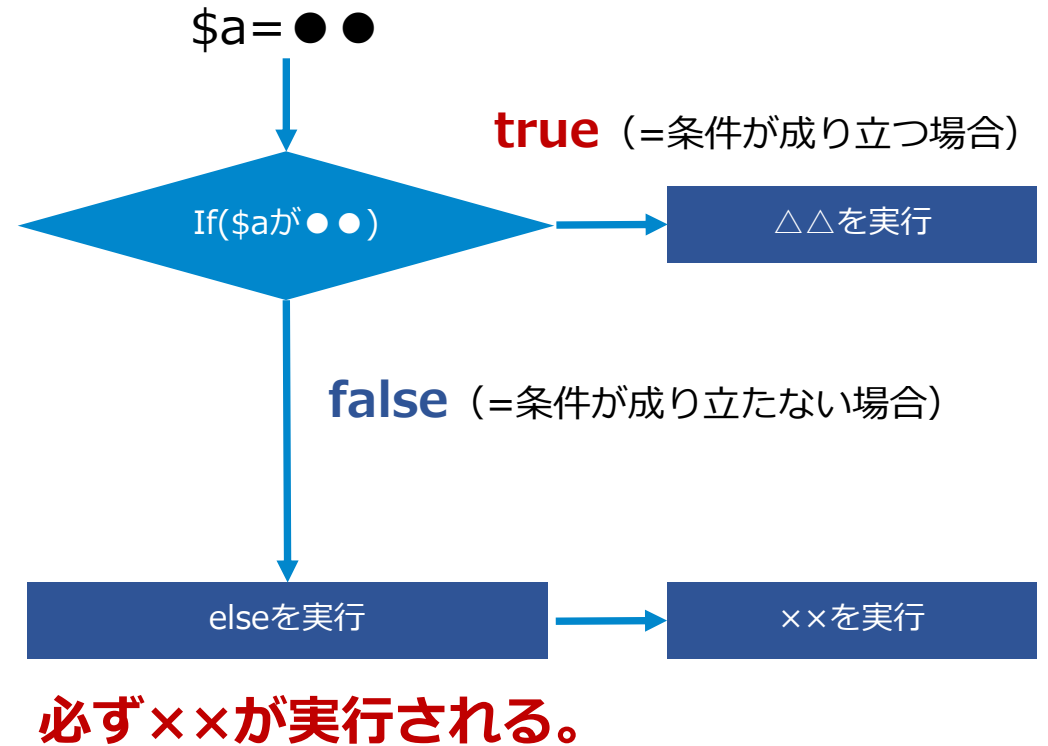 $a=●●
true（=条件が成り立つ場合）
If($aが●●)
△△を実行
false（=条件が成り立たない場合）
elseを実行
××を実行
必ず××が実行される。